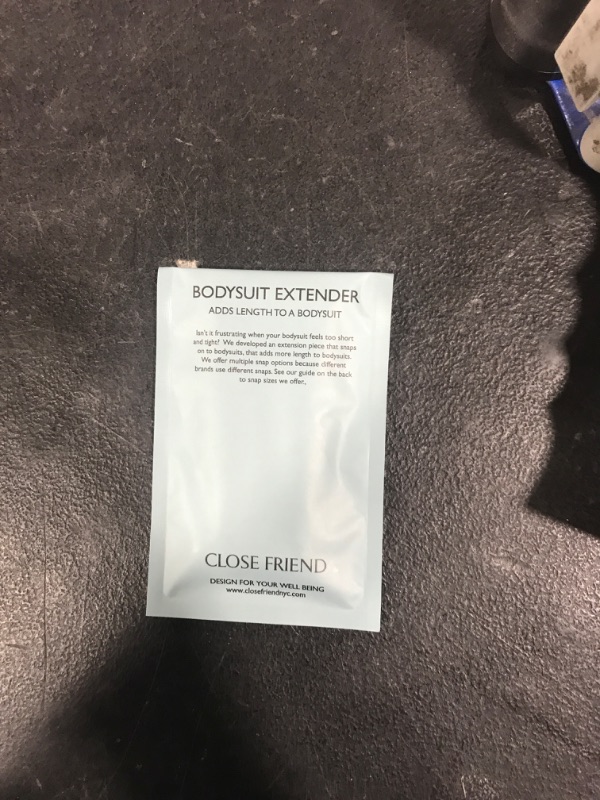 BODYSUIT EXTENDER
ADDS LENGTH TO A BODYSUIT
Isn't it frustrating when your bodysuit feels too short
and tight? We developed an extension piece that snaps
on to bodysuits, that adds more length to bodysuits.
We offer multiple snap options because different
brands use different snaps. See our guide on the back
to snap sizes we offer.
CLOSE FRIEND
DESIGN FOR YOUR WELL BEING
www.closefriendnyc.com